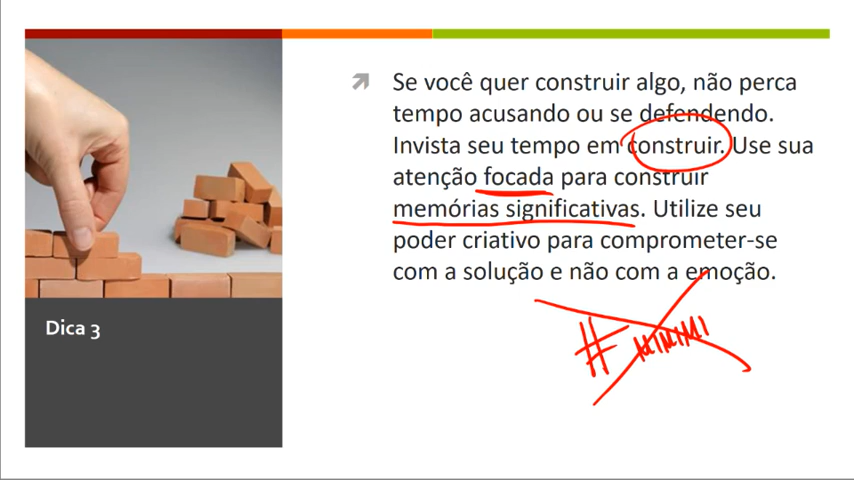 Se você quer construir algo, não perca
tempo acusando ou se defendendo.
Invista seu tempo em construir. Use sua
atenção focada para construir
memórias significativas. Utilize seu
poder criativo para comprometer-se
com a solução e não com a emoção.
#MIMIMI
Dica 3